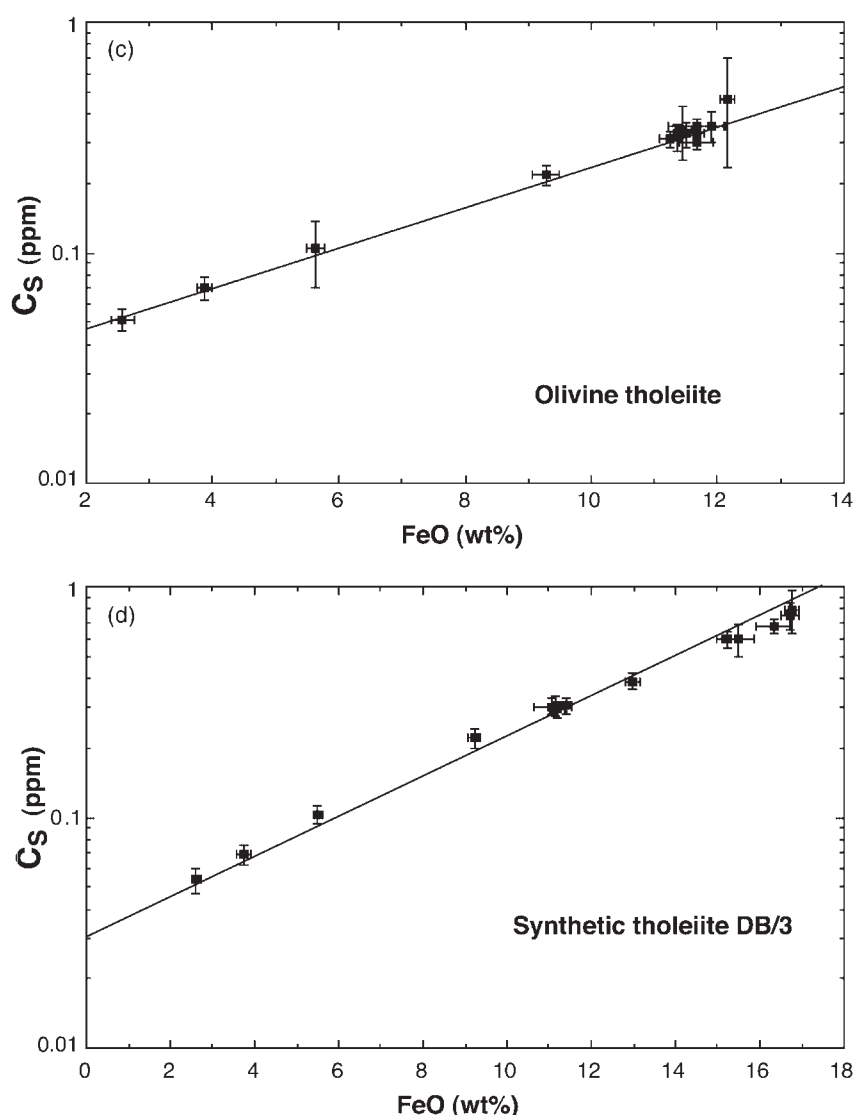 (c)
1
0.1
0.01
C_S (ppm)
2 4 6 8 10 12 14
FeO (wt%)
Olivine tholeiite
(d)
1
0.1
0.01
C_S (ppm)
0 2 4 6 8 10 12 14 16 18
FeO (wt%)
Synthetic tholeiite DB/3